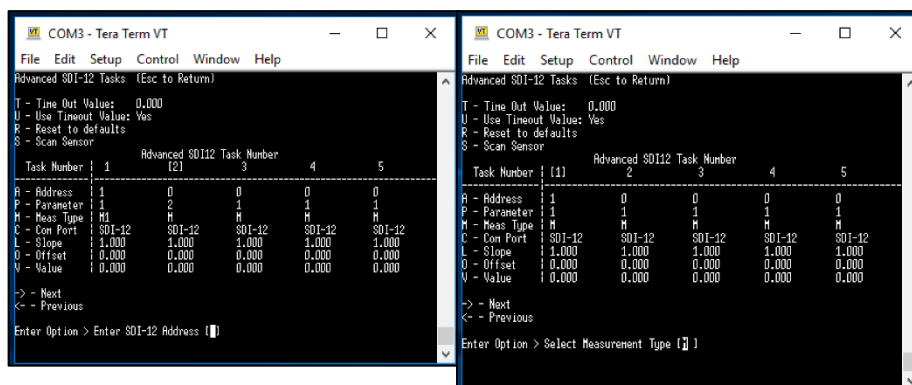 COM3 - Tera Term VT
File Edit Setup Control Window Help
Advanced SDI-12 Tasks (Esc to Return)
T - Time Out Value: 0.000
U - Use Timeout Value: Yes
R - Reset to defaults
S - Scan Sensor
Advanced SDI12 Task Number
Task Number | 1 [2] 3 4 5
A - Address | 1 0 0 0 0
P - Parameter | 1 2 1 1 1
M - Meas Type | M1 M M M M
C - Com Port | SDI-12 SDI-12 SDI-12 SDI-12 SDI-12
L - Slope | 1.000 1.000 1.000 1.000 1.000
O - Offset | 0.000 0.000 0.000 0.000 0.000
V - Value | 0.000 0.000 0.000 0.000 0.000
-> - Next
<- - Previous
Enter Option > Enter SDI-12 Address [ ]
COM3 - Tera Term VT
File Edit Setup Control Window Help
Advanced SDI-12 Tasks (Esc to Return)
T - Time Out Value: 0.000
U - Use Timeout Value: Yes
R - Reset to defaults
S - Scan Sensor
Advanced SDI12 Task Number
Task Number | [1] 2 3 4 5
A - Address | 1 0 0 0 0
P - Parameter | 1 1 1 1 1
M - Meas Type | M M M M M
C - Com Port | SDI-12 SDI-12 SDI-12 SDI-12 SDI-12
L - Slope | 1.000 1.000 1.000 1.000 1.000
O - Offset | 0.000 0.000 0.000 0.000 0.000
V - Value | 0.000 0.000 0.000 0.000 0.000
-> - Next
<- - Previous
Enter Option > Select Measurement Type [ ]